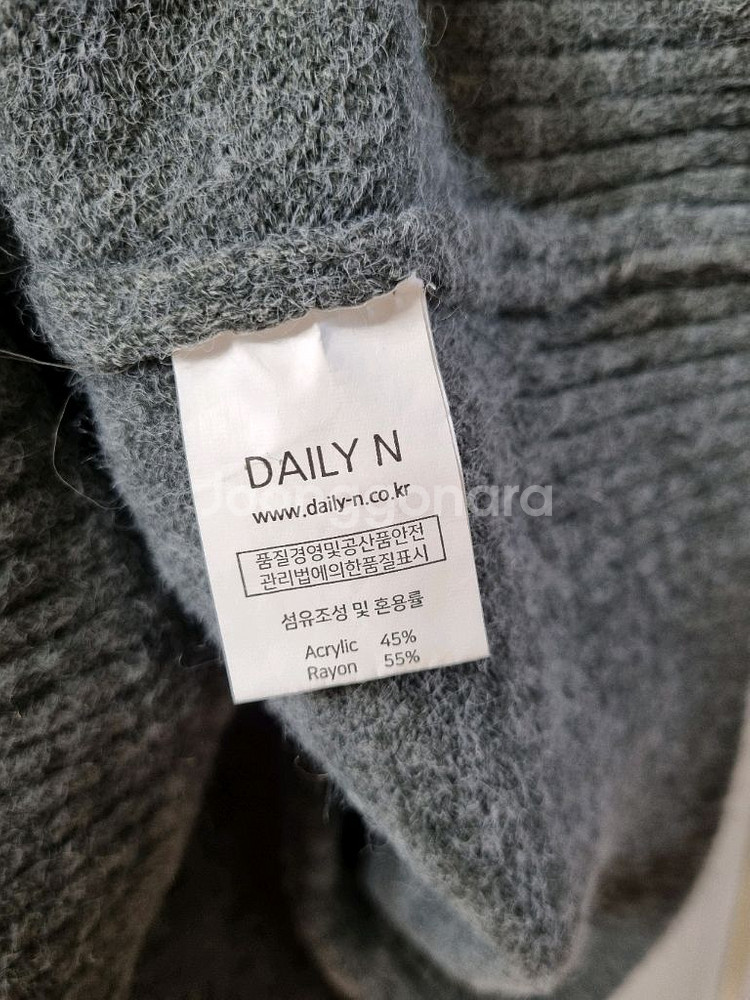 DAILY N
www.daily-n.co.kr
Joonggonara
품질경영및공산품안전
관리법에의한품질표시
섬유조성 및 혼용률
Acrylic 45%
Rayon 55%